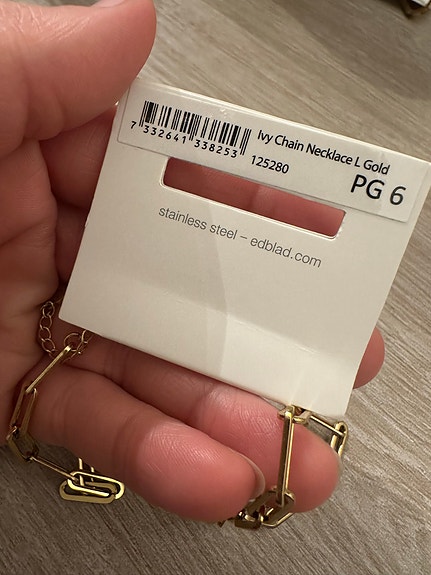 Ivy Chain Necklace L Gold
7 332641 338253
125280
PG 6
stainless steel – edblad.com